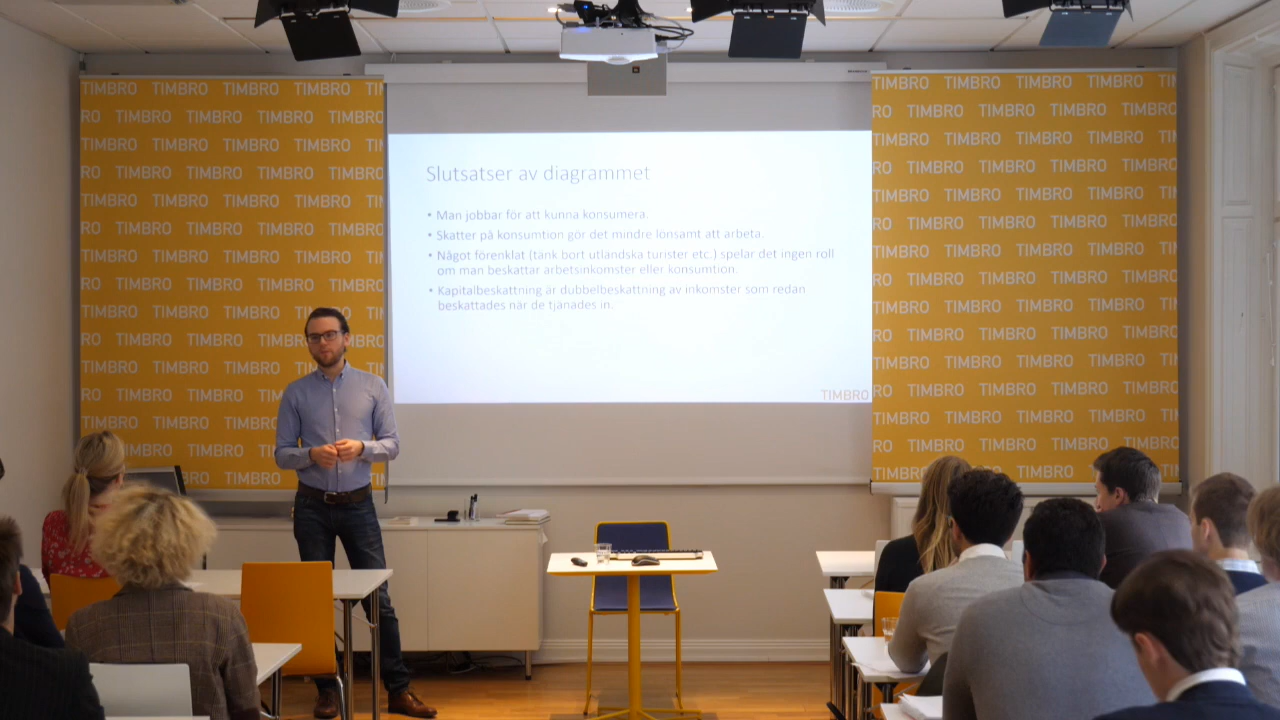 TIMBRO TIMBRO TIMBRO TIMBRO TIMBRO
Slutsatser av diagrammet
• Man jobbar för att kunna konsumera.
• Skatter på konsumtion gör det mindre lönsamt att arbeta.
• Något förenklat (tänk bort utländska turister etc.) spelar det ingen roll
om man beskattar arbetsinkomster eller konsumtion.
• Kapitalbeskattning är dubbelbeskattning av inkomster som redan
beskattades när de tjänades in.
TIMBRO
TIMBRO TIMBRO TIMBRO TIMBRO